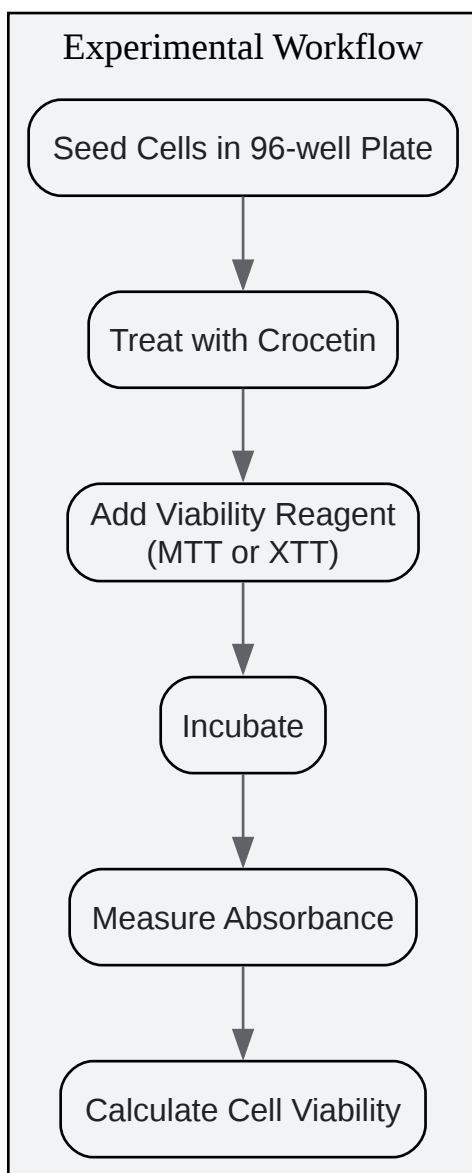 Experimental Workflow
Seed Cells in 96-well Plate
Treat with Crocetin
Add Viability Reagent
(MTT or XTT)
Incubate
Measure Absorbance
Calculate Cell Viability